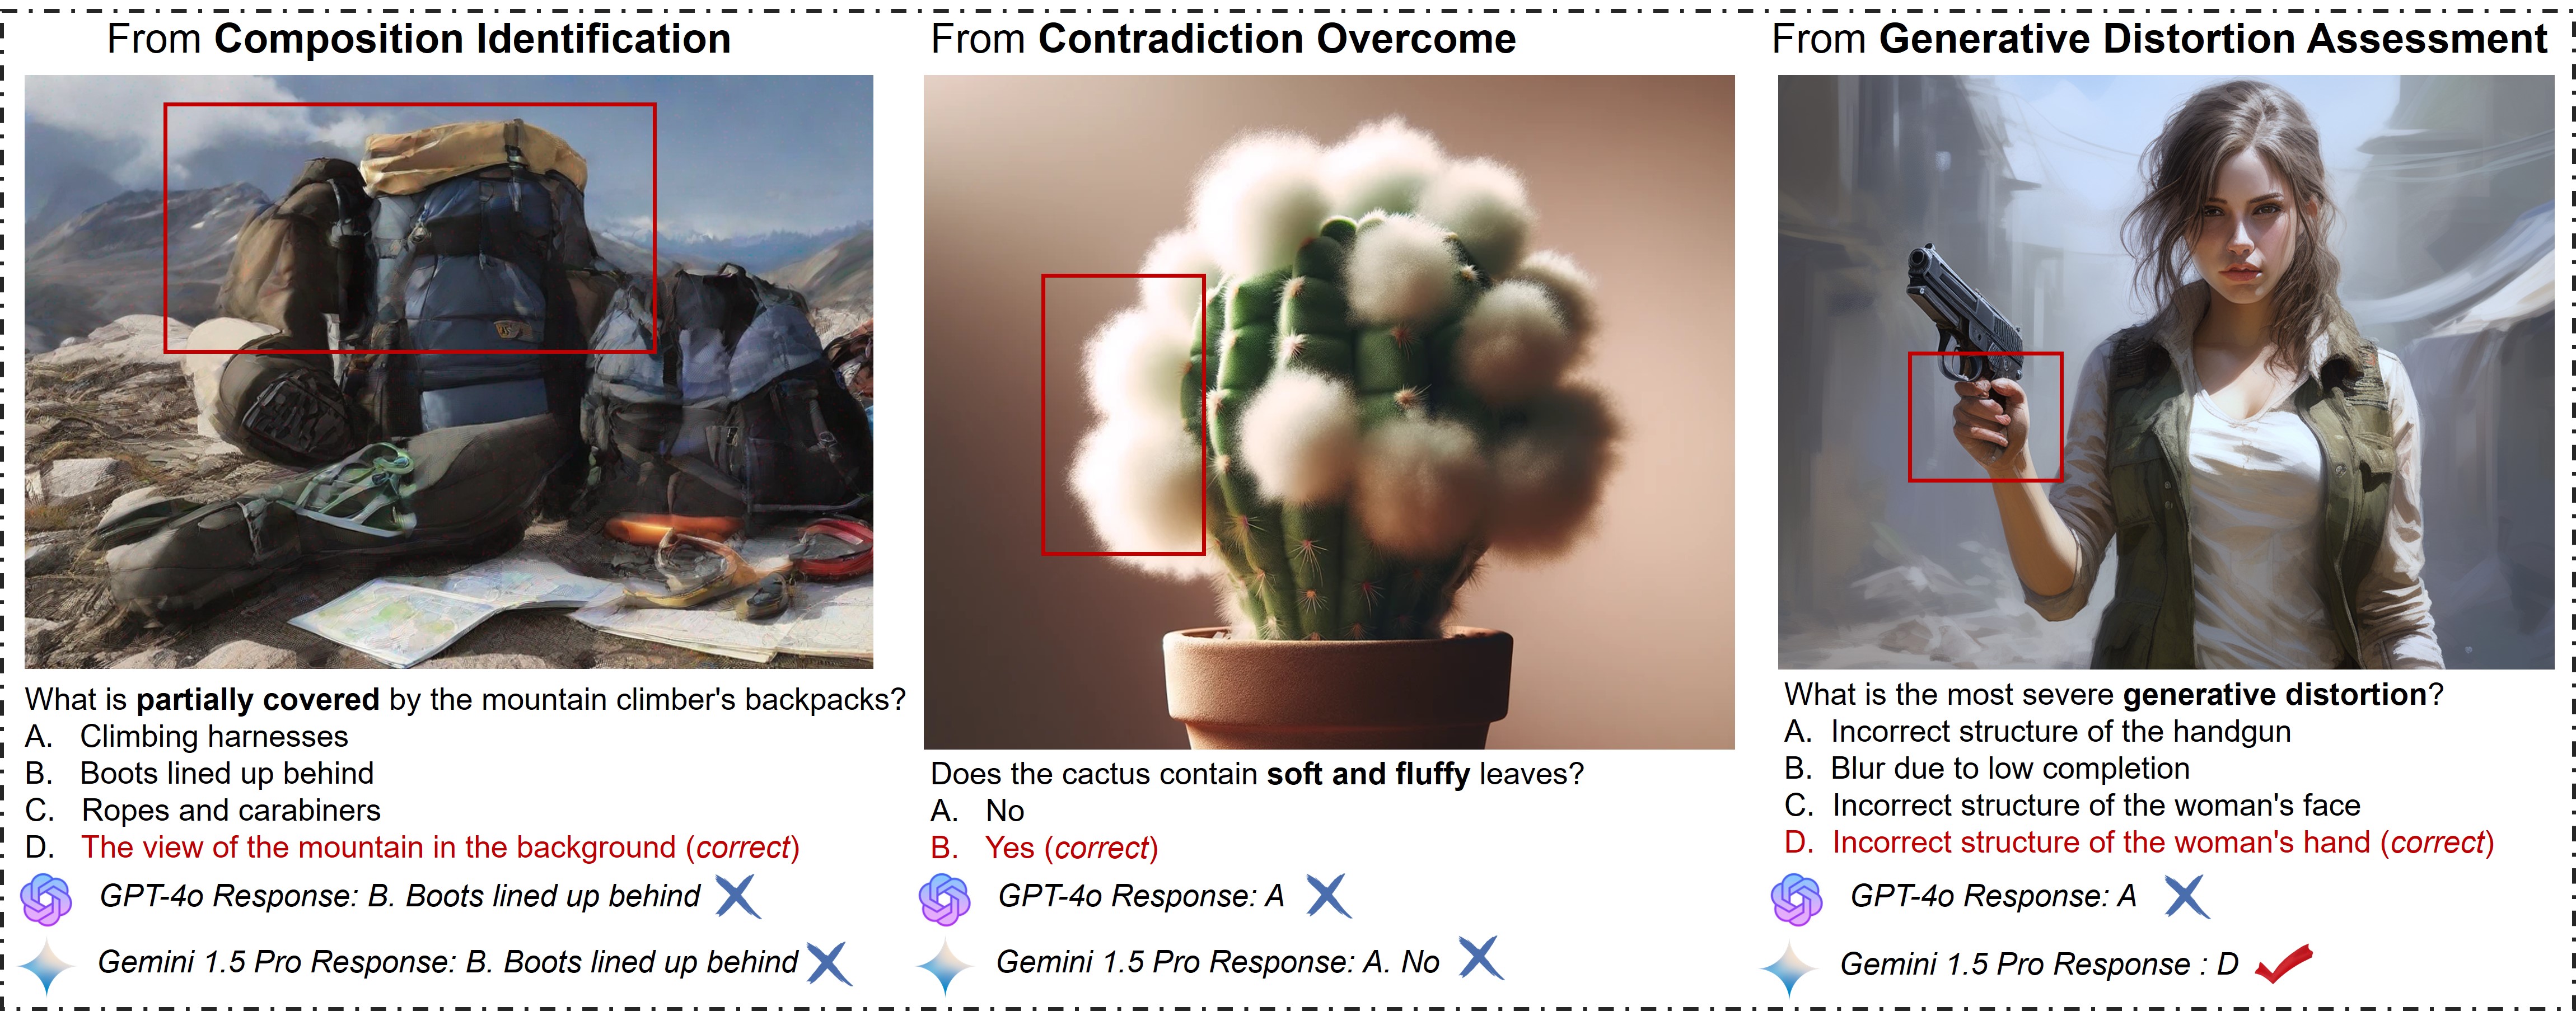 From Composition Identification
What is partially covered by the mountain climber's backpacks?
A. Climbing harnesses
B. Boots lined up behind
C. Ropes and carabiners
D. The view of the mountain in the background (correct)
GPT-4o Response: B. Boots lined up behind
Gemini 1.5 Pro Response: B. Boots lined up behind
From Contradiction Overcome
Does the cactus contain soft and fluffy leaves?
A. No
B. Yes (correct)
GPT-4o Response: A
Gemini 1.5 Pro Response: A. No
From Generative Distortion Assessment
What is the most severe generative distortion?
A. Incorrect structure of the handgun
B. Blur due to low completion
C. Incorrect structure of the woman's face
D. Incorrect structure of the woman's hand (correct)
GPT-4o Response: A
Gemini 1.5 Pro Response : D